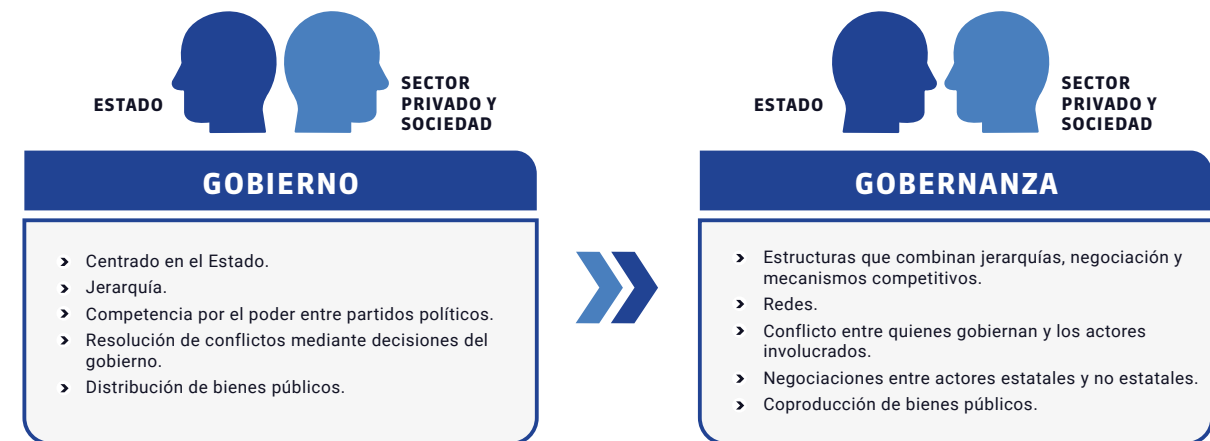 ESTADO
SECTOR
PRIVADO Y
SOCIEDAD
GOBIERNO
Centrado en el Estado.
Jerarquía.
Competencia por el poder entre partidos políticos.
Resolución de conflictos mediante decisiones del
gobierno.
Distribución de bienes públicos.
ESTADO
SECTOR
PRIVADO Y
SOCIEDAD
GOBERNANZA
Estructuras que combinan jerarquías, negociación y
mecanismos competitivos.
Redes.
Conflicto entre quienes gobiernan y los actores
involucrados.
Negociaciones entre actores estatales y no estatales.
Coproducción de bienes públicos.